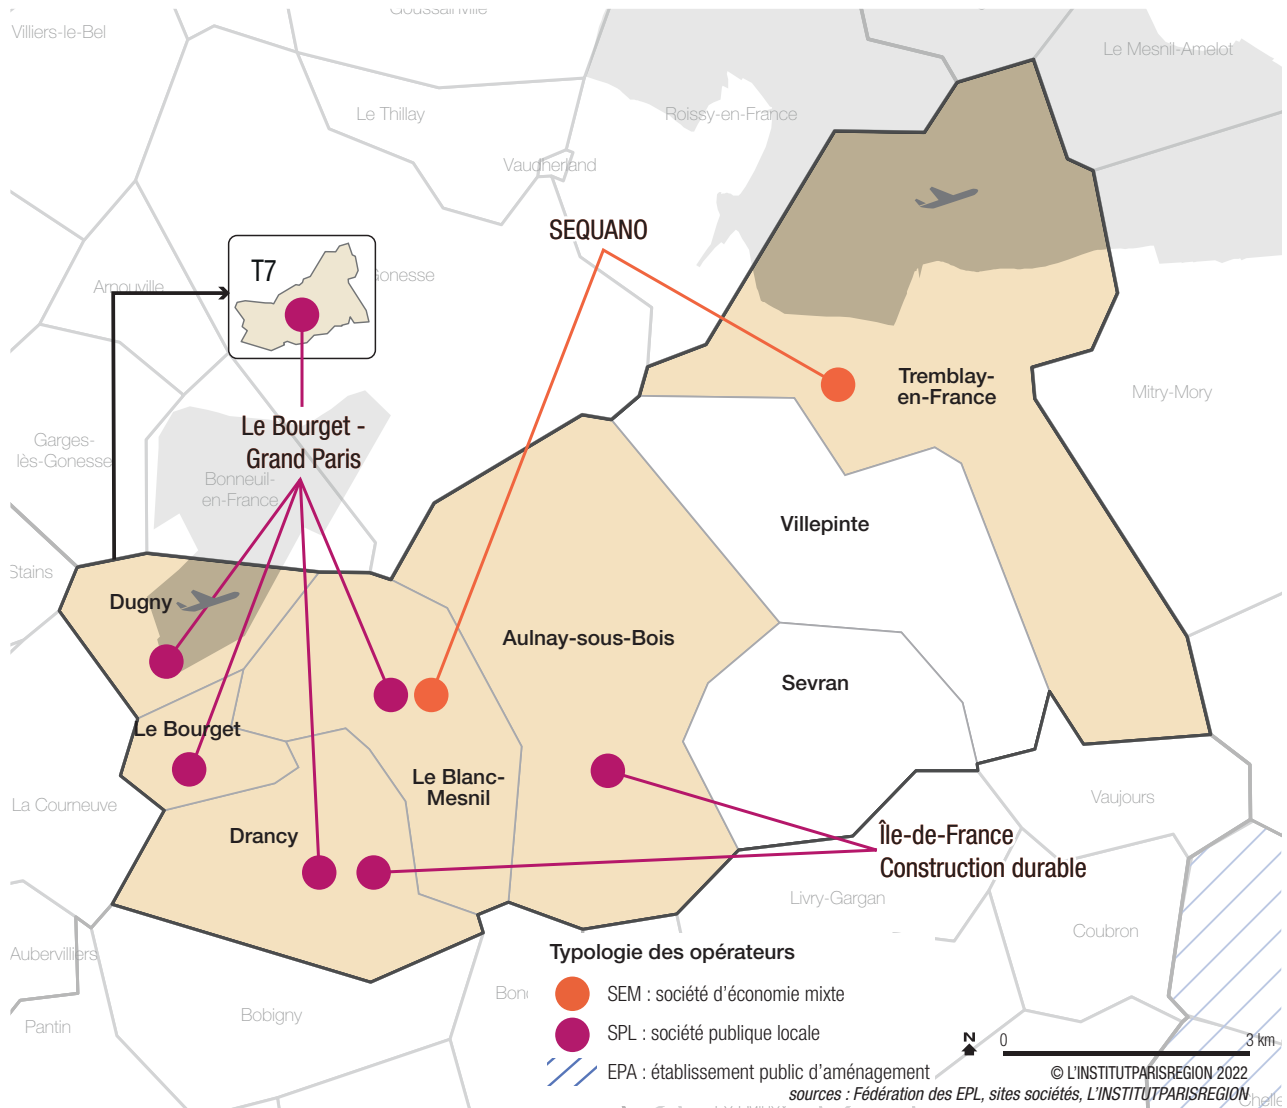 Goussainville
Villiers-le-Bel
Le Mesnil-Amelot
Le Thillay
Roissy-en-France
Vaudherland
SEQUANO
T7
Gonesse
Arnouville
Tremblay-
en-France
Mitry-Mory
Le Bourget -
Grand Paris
Garges-
lès-Gonesse
Bonneuil-
en-France
Villepinte
Stains
Dugny
Aulnay-sous-Bois
Sevran
Le Bourget
Le Blanc-
Mesnil
La Courneuve
Vaujours
Drancy
Île-de-France
Construction durable
Livry-Gargan
Coubron
Aubervilliers
Typologie des opérateurs
SEM : société d'économie mixte
Bobigny
Pantin
SPL : société publique locale
N
0
3 km
EPA : établissement public d'aménagement
© L'INSTITUTPARISREGION 2022
sources : Fédération des EPL, sites sociétés, L'INSTITUTPARISREGION